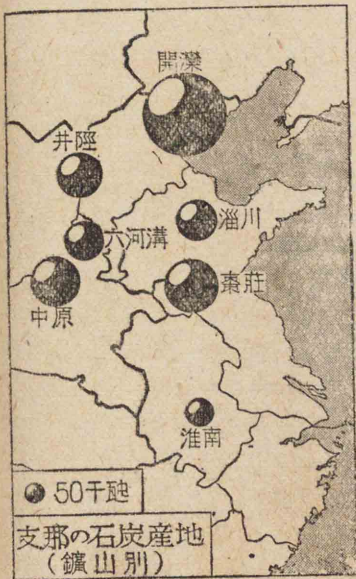 開灤
井陘
淄川
六河溝
棗莊
中原
淮南
50千瓲
支那の石炭産地
(鑛山別)